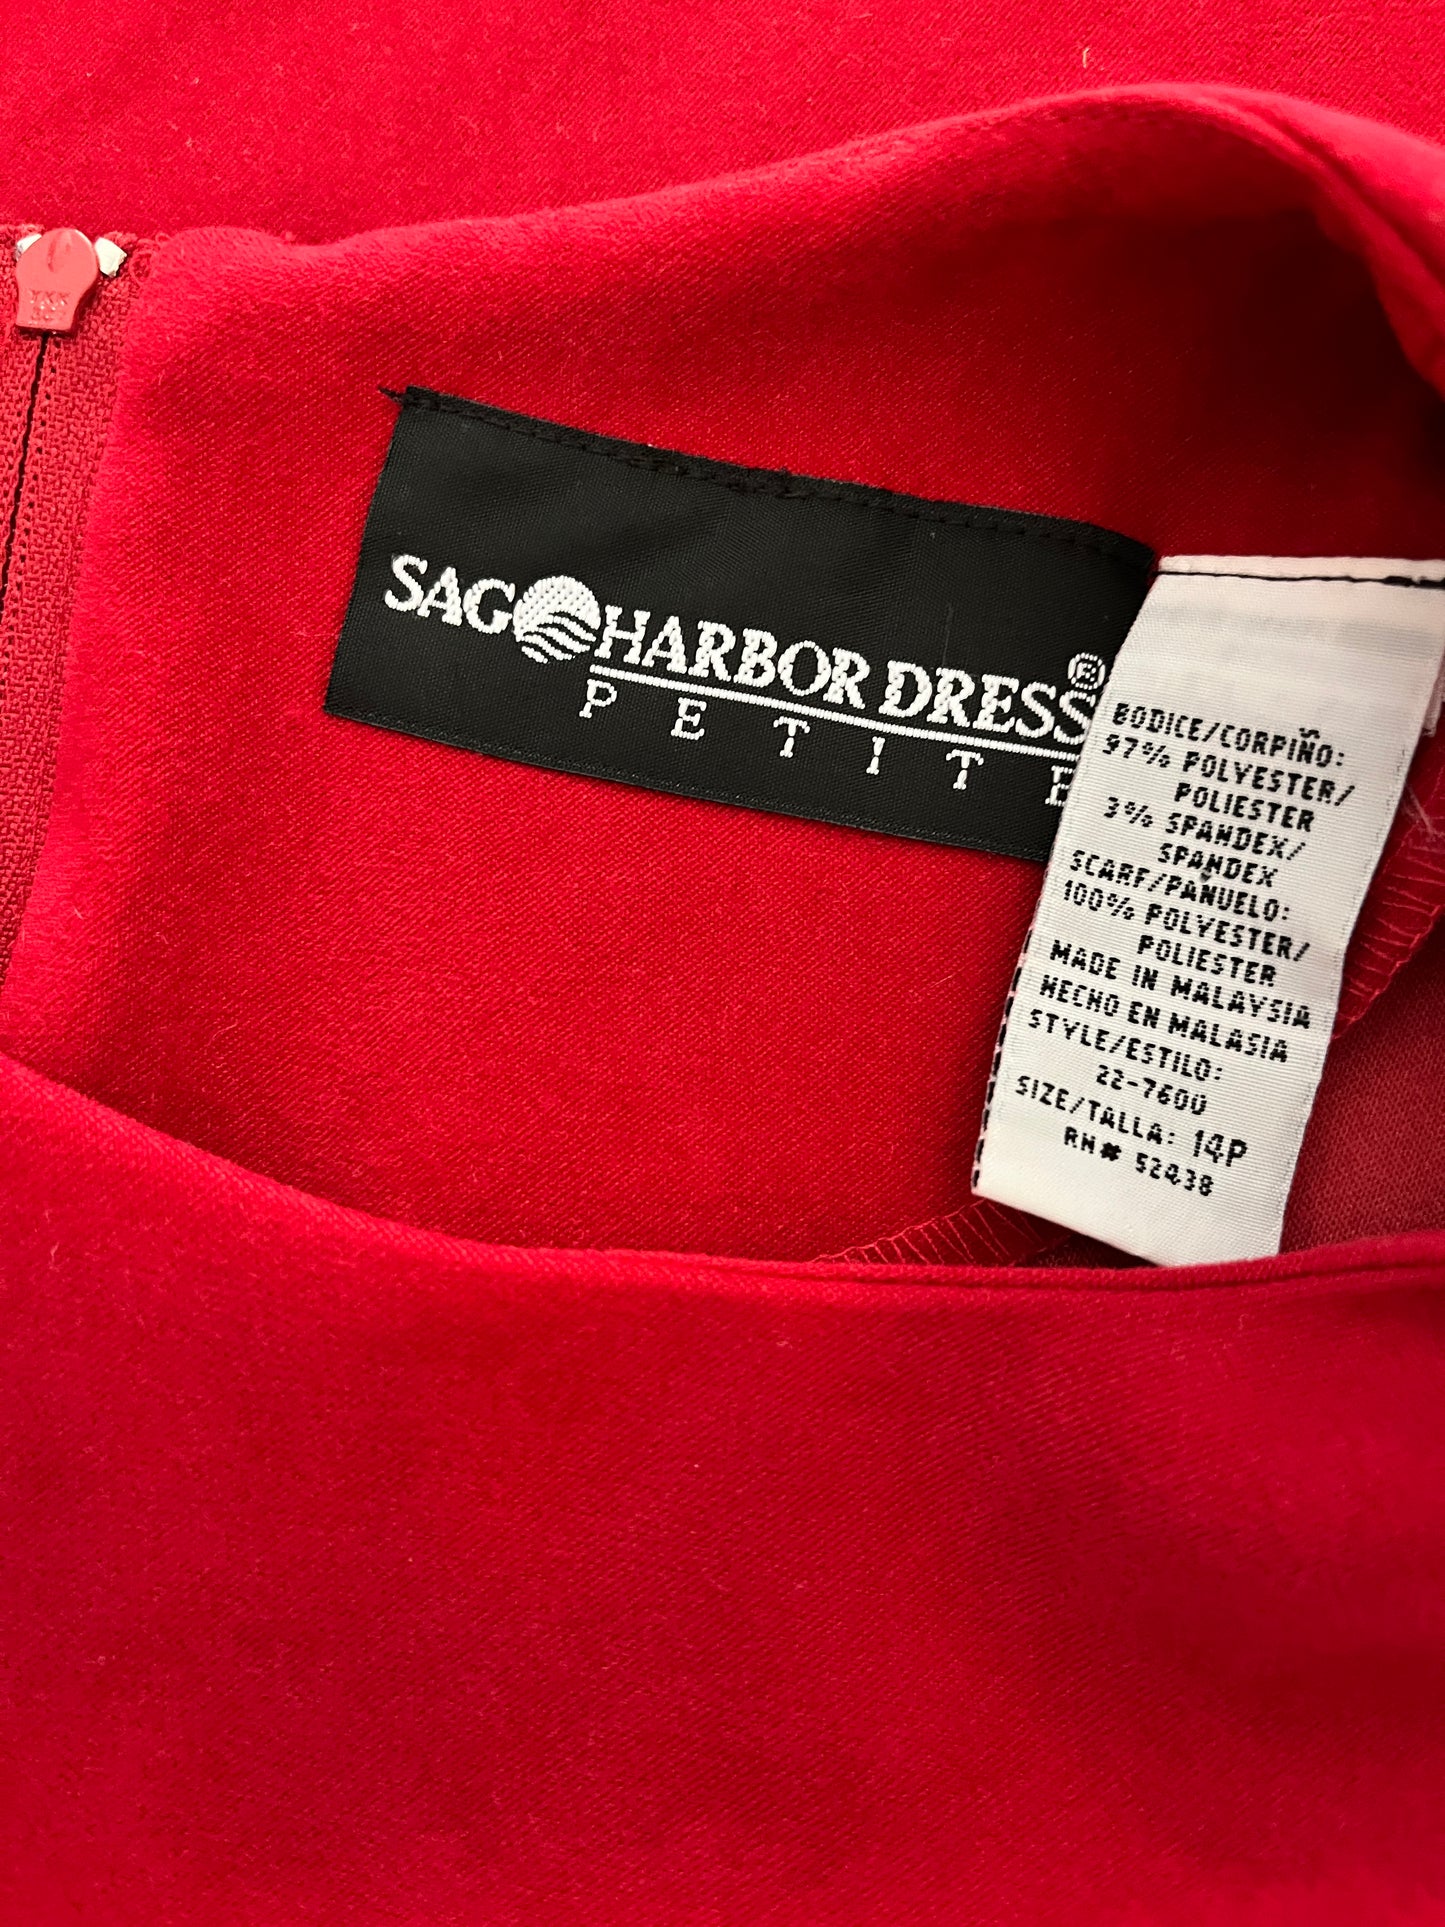 YKK
SAG HARBOR DRESS®
PETITE
BODICE/CORPIÑO:
97% POLYESTER/
POLIESTER
3% SPANDEX/
SPANDEX
SCARF/PAÑUELO:
100% POLYESTER/
POLIESTER
MADE IN MALAYSIA
HECHO EN MALASIA
STYLE/ESTILO:
22-7600
SIZE/TALLA: 14P
RN# 52438